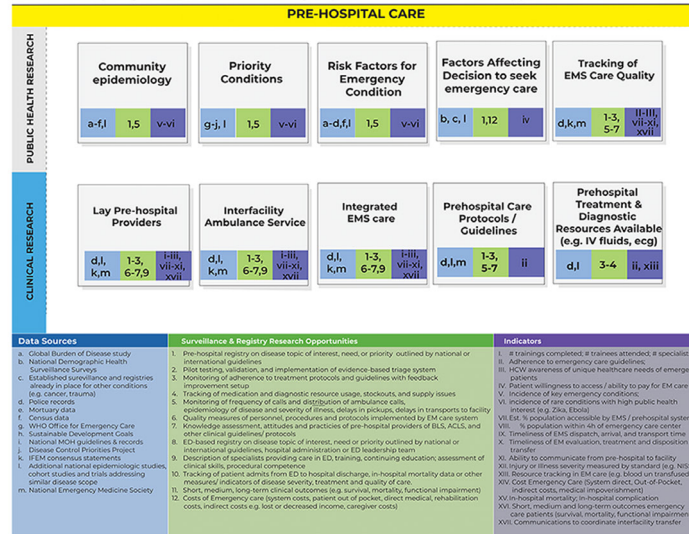 PRE-HOSPITAL CARE
PUBLIC HEALTH RESEARCH
Community
epidemiology
a-f,l
1,5
v-vi
Priority
Conditions
g-j, l
1,5
v-vi
Risk Factors for
Emergency
Condition
a-d,f,l
1,5
v-vi
Factors Affecting
Decision to seek
emergency care
b, c, l
1,12
iv
Tracking of
EMS Care Quality
d,k,m
1-3,
5-7
II-III,
vii-xi,
xvii
CLINICAL RESEARCH
Lay Pre-hospital
Providers
d,l,
k,m
1-3,
6-7,9
i-iii,
vii-xi,
xvii
Interfacility
Ambulance Service
d,l,
k,m
1-3,
6-7,9
i-iii,
vii-xi,
xvii
Integrated
EMS care
d,l,
k,m
1-3,
6-7,9
i-iii,
vii-xi,
xvii
Prehospital Care
Protocols /
Guidelines
d,l,m
1-3,
5-7
ii
Prehospital
Treatment &
Diagnostic
Resources Available
(e.g. IV fluids, ecg)
d,l
3-4
ii, xiii
Data Sources
a. Global Burden of Disease study
b. National Demographic Health
Surveillance Surveys
c. Established surveillance and registries
already in place for other conditions
(e.g. cancer, trauma)
d. Police records
e. Mortuary data
f. Census data
g. WHO Office for Emergency Care
h. Sustainable Development Goals
i. National MOH guidelines & records
j. Disease Control Priorities Project
k. IFEM consensus statements
l. Additional national epidemiologic studies,
cohort studies and trials addressing
similar disease scope
m. National Emergency Medicine Society
Surveillance & Registry Research Opportunities
1. Pre-hospital registry on disease topic of interest, need, or priority outlined by national or
international guidelines
2. Pilot testing, validation, and implementation of evidence-based triage system
3. Monitoring of adherence to treatment protocols and guidelines with feedback
improvement setup
4. Tracking of medication and diagnostic resource usage, stockouts, and supply issues
5. Monitoring of frequency of calls and distribution of ambulance calls,
epidemiology of disease and severity of illness, delays in pickups, delays in transports to facility
6. Quality measures of personnel, procedures and protocols implemented by EM care system
7. Knowledge assessment, attitudes and practices of pre-hospital providers of BLS, ACLS, and
other clinical guidelines/ protocols
8. ED-based registry on disease topic of interest, need or priority outlined by national or
international guidelines, hospital administration or ED leadership team
9. Description of specialists providing care in ED, training, continuing education; assessment of
clinical skills, procedural competence
10. Tracking of patient admits from ED to hospital discharge, in-hospital mortality data or other
measures/ indicators of disease severity, treatment and quality of care.
11. Short, medium, long-term clinical outcomes (e.g. survival, mortality, functional impairment)
12. Costs of Emergency care (system costs, patient out of pocket, direct medical, rehabilitation
costs, indirect costs e.g. lost or decreased income, caregiver costs)
Indicators
I. # trainings completed; # trainees attended; # specialist
II. Adherence to emergency care guidelines;
III. HCW awareness of unique healthcare needs of emergency
patients
IV. Patient willingness to access / ability to pay for EM care
V. Incidence of key emergency conditions;
VI. incidence of rare conditions with high public health
interest (e.g. Zika, Ebola)
VII. Est. % population accessible by EMS / prehospital system
VIII. % population within 4h of emergency care center
IX. Timeliness of EMS dispatch, arrival, and transport time
X. Timeliness of EM evaluation, treatment and diagnostics,
disposition
XI. Ability to communicate from pre-hospital to facility
XII. Injury or Illness severity measured by standard (e.g. NIS
XIII. Resource tracking in EM care (e.g. blood un transfused)
XIV. Cost Emergency Care (System direct, Out-of-Pocket,
indirect costs, medical impoverishment)
XV. In-hospital mortality; In-hospital complication
XVI. Short, medium and long-term outcomes emergency
care patients (survival, mortality, functional impairmen
XVII. Communications to coordinate interfacility transfer